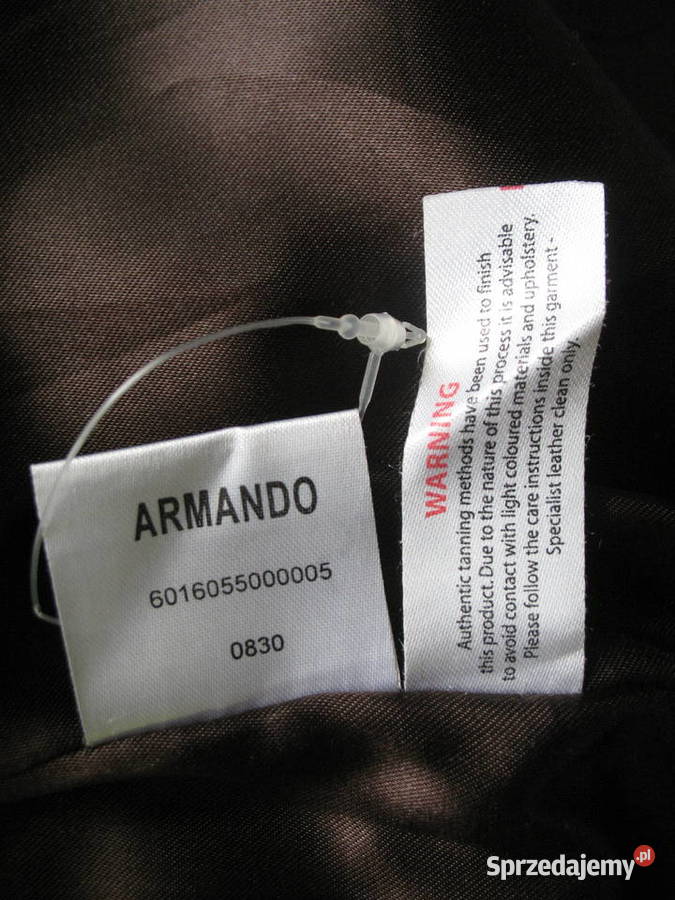 ARMANDO
6016055000005
0830
WARNING
Authentic tanning methods have been used to finish
this product. Due to the nature of this process it is advisable
to avoid contact with light coloured materials and upholstery.
Please follow the care instructions inside this garment -
Specialist leather clean only.
Sprzedajemy.pl